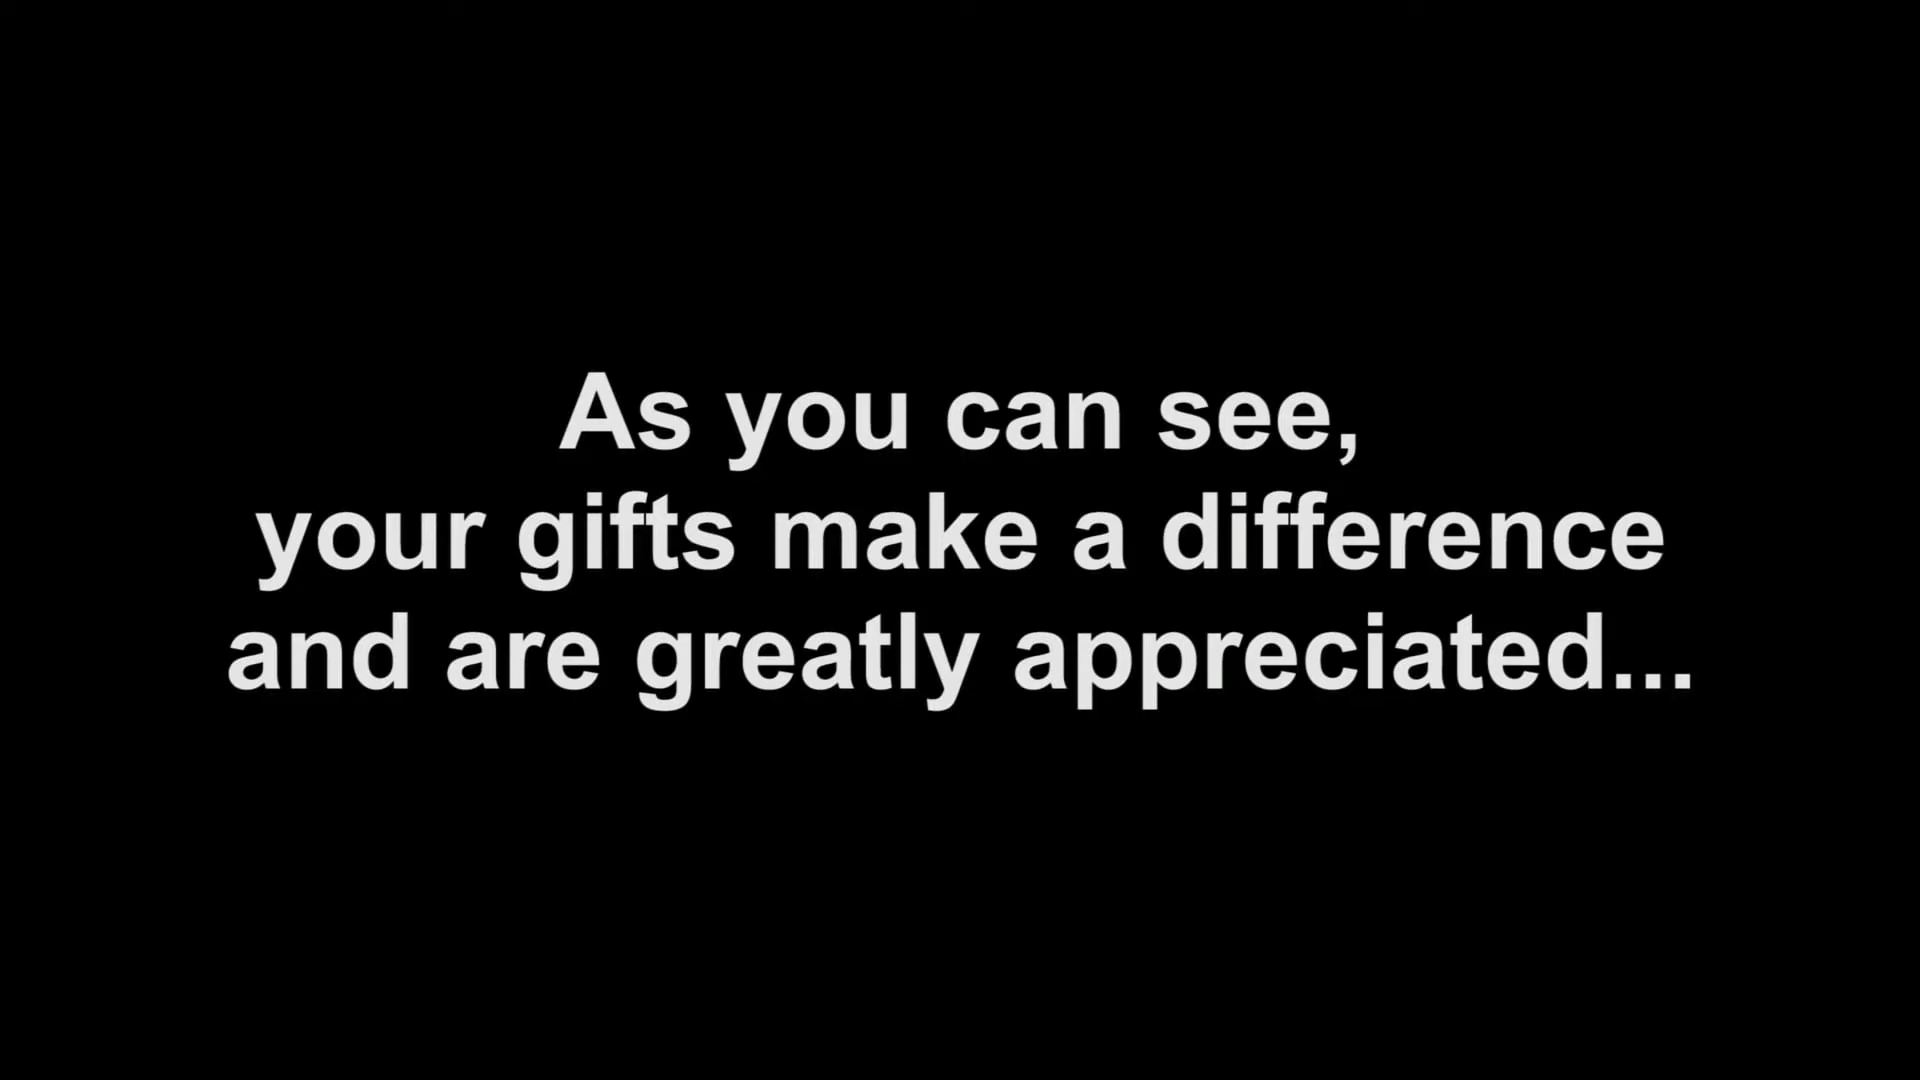 As you can see,
your gifts make a difference
and are greatly appreciated...